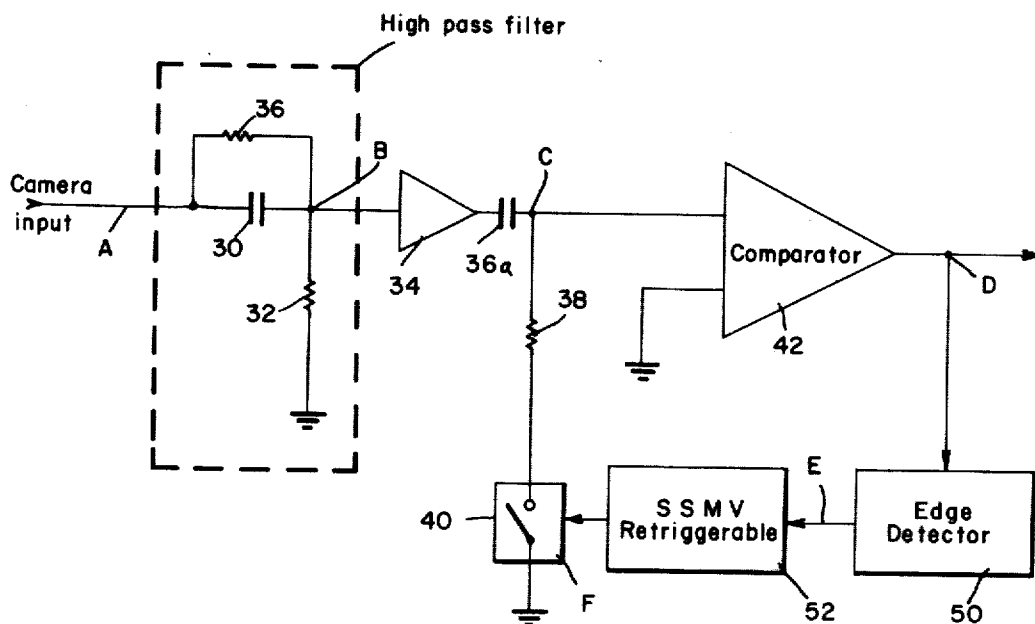 High pass filter
36
B
C
Camera
input
A
30
34
36a
Comparator
D
32
38
42
E
40
S S M V
Retriggerable
Edge
Detector
F
52
50